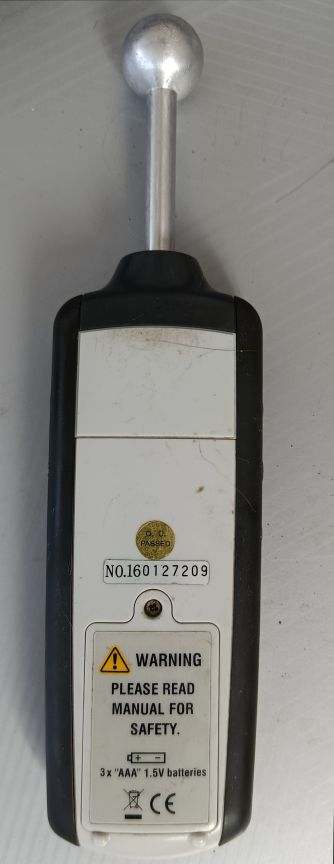 Q. C.
PASSED
NO.160127209
WARNING
PLEASE READ
MANUAL FOR
SAFETY.
+ -
3 x "AAA" 1.5V batteries
CE